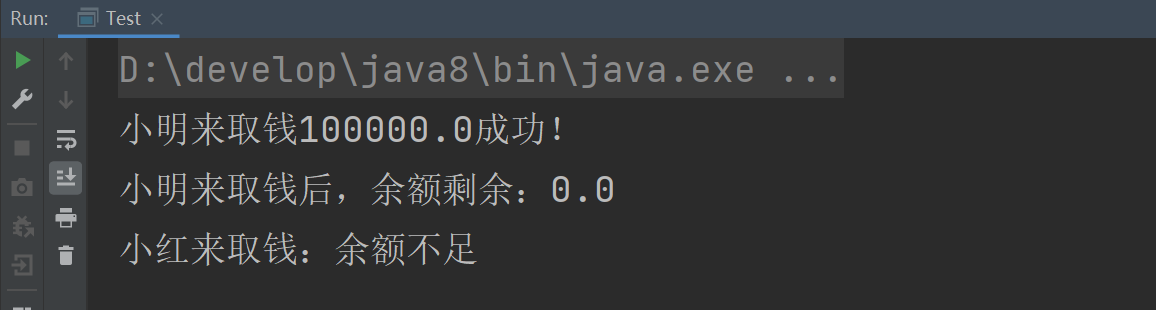 Run: Test
D:\develop\java8\bin\java.exe ...
小明来取钱100000.0成功!
小明来取钱后，余额剩余：0.0
小红来取钱：余额不足